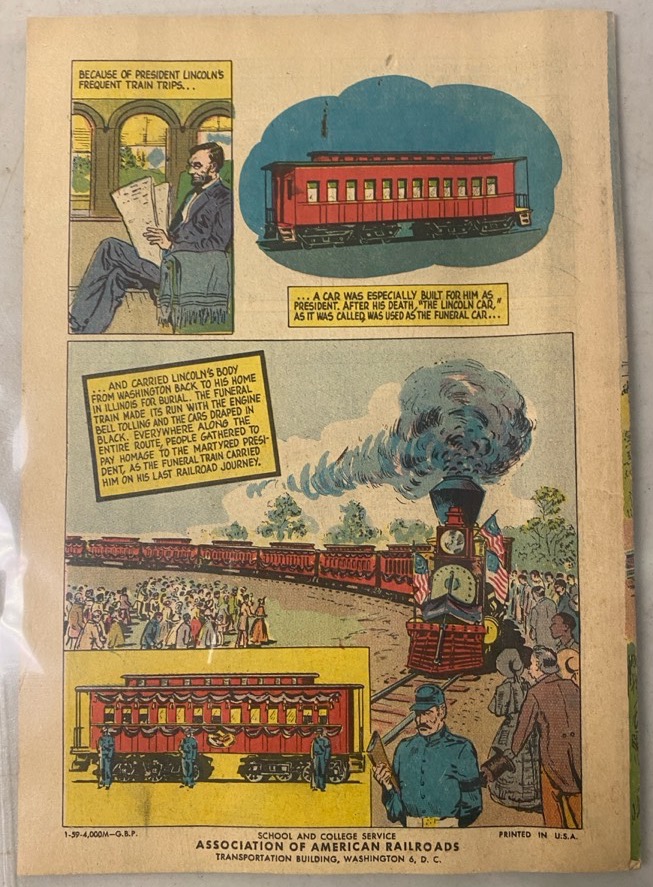 BECAUSE OF PRESIDENT LINCOLN'S
FREQUENT TRAIN TRIPS...
... A CAR WAS ESPECIALLY BUILT FOR HIM AS
PRESIDENT. AFTER HIS DEATH, "THE LINCOLN CAR,"
AS IT WAS CALLED, WAS USED AS THE FUNERAL CAR...
... AND CARRIED LINCOLN'S BODY
FROM WASHINGTON BACK TO HIS HOME
IN ILLINOIS FOR BURIAL. THE FUNERAL
TRAIN MADE ITS RUN WITH THE ENGINE
BELL TOLLING AND THE CARS DRAPED IN
BLACK. EVERYWHERE ALONG THE
ENTIRE ROUTE, PEOPLE GATHERED TO
PAY HOMAGE TO THE MARTYRED PRESI-
DENT, AS THE FUNERAL TRAIN CARRIED
HIM ON HIS LAST RAILROAD JOURNEY.
1-59-4,000M-G.B.P.
SCHOOL AND COLLEGE SERVICE
PRINTED IN U.S.A.
ASSOCIATION OF AMERICAN RAILROADS
TRANSPORTATION BUILDING, WASHINGTON 6, D. C.